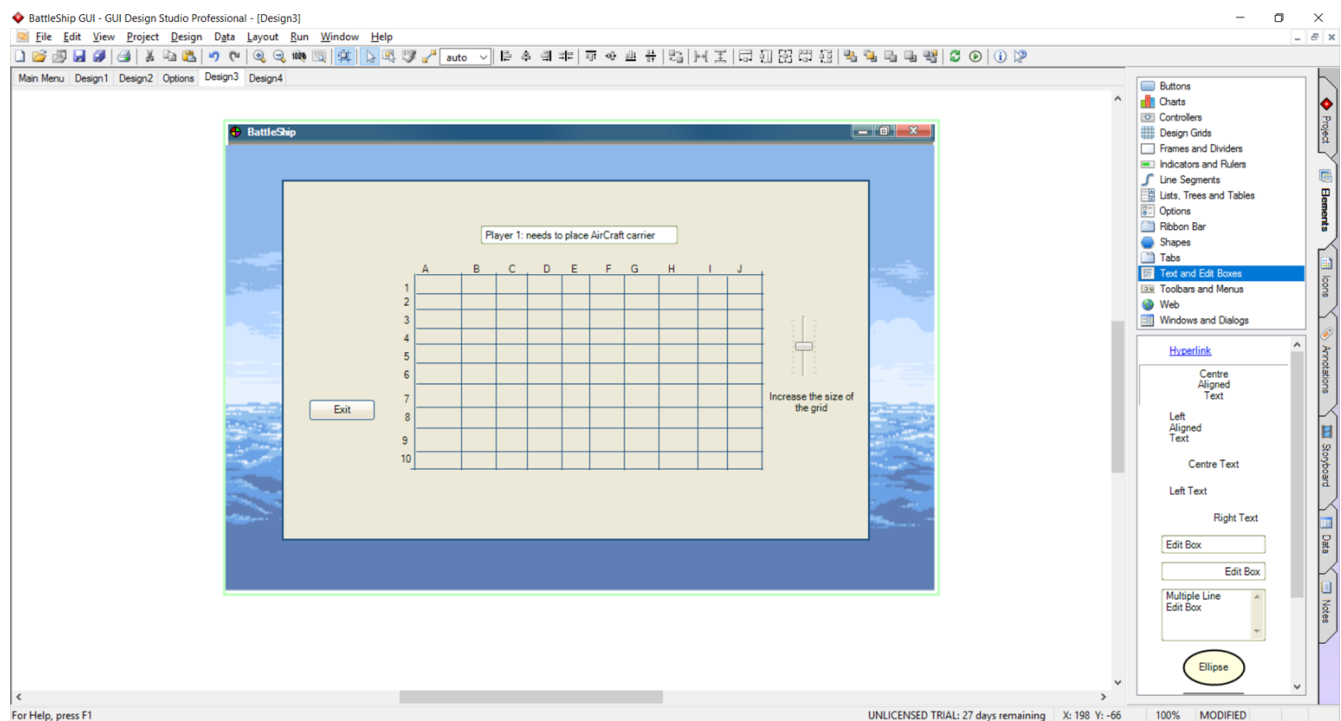 BattleShip GUI - GUI Design Studio Professional - [Design3]
File Edit View Project Design Data Layout Run Window Help
100%
auto
Main Menu Design1 Design2 Options Design3 Design4
BattleShip
Player 1: needs to place AirCraft carrier
A B C D E F G H I J
1
2
3
4
5
6
7
8
9
10
Exit
Increase the size of
the grid
Buttons
Charts
Controllers
Design Grids
Frames and Dividers
Indicators and Rulers
Line Segments
Lists, Trees and Tables
Options
Ribbon Bar
Shapes
Tabs
Text and Edit Boxes
Toolbars and Menus
Web
Windows and Dialogs
Hyperlink
Centre
Aligned
Text
Left
Aligned
Text
Centre Text
Left Text
Right Text
Edit Box
Edit Box
Multiple Line
Edit Box
Ellipse
Project
Elements
Icons
Annotations
Storyboard
Data
Notes
For Help, press F1
UNLICENSED TRIAL: 27 days remaining X: 198 Y: -66 100% MODIFIED